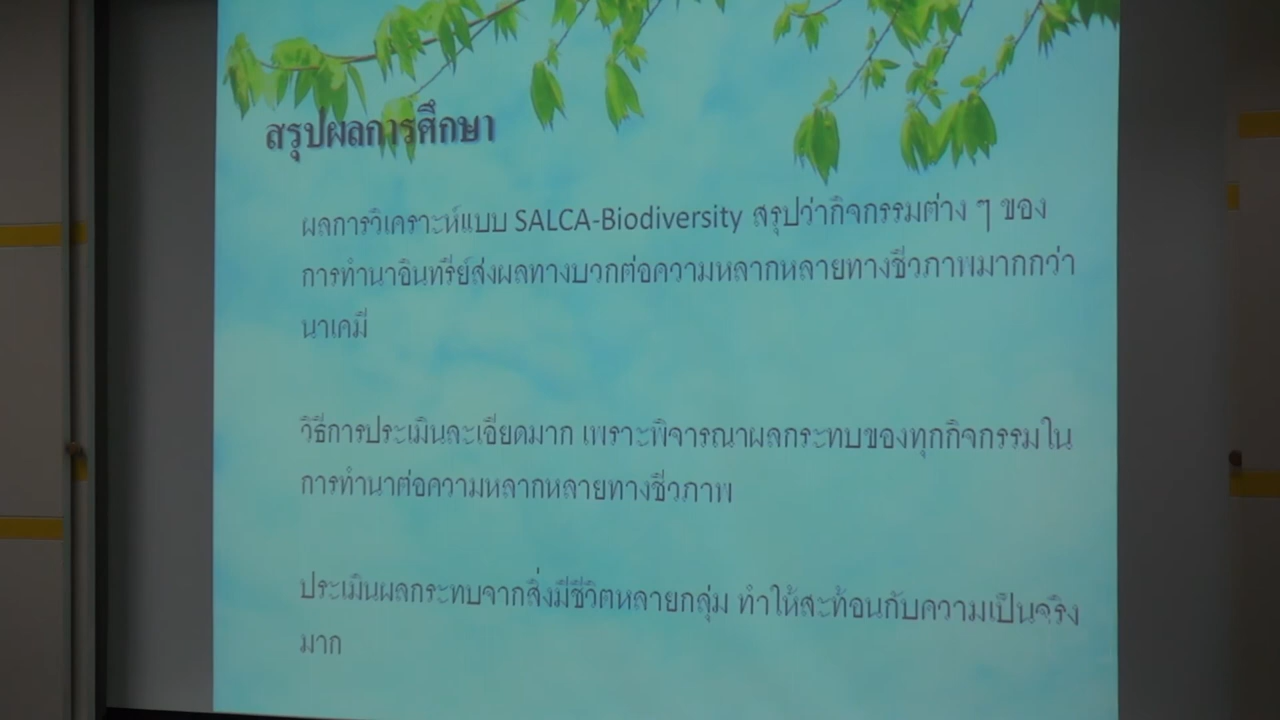 สรุปผลการศึกษา
ผลการวิเคราะห์แบบ SALCA-Biodiversity สรุปว่ากิจกรรมต่าง ๆ ของ
การทำนาอินทรีย์ส่งผลทางบวกต่อความหลากหลายทางชีวภาพมากกว่า
นาเคมี
วิธีการประเมินละเอียดมาก เพราะพิจารณาผลกระทบของทุกกิจกรรมใน
การทำนาต่อความหลากหลายทางชีวภาพ
ประเมินผลกระทบจากสิ่งมีชีวิตหลายกลุ่ม ทำให้สะท้อนกับความเป็นจริง
มาก